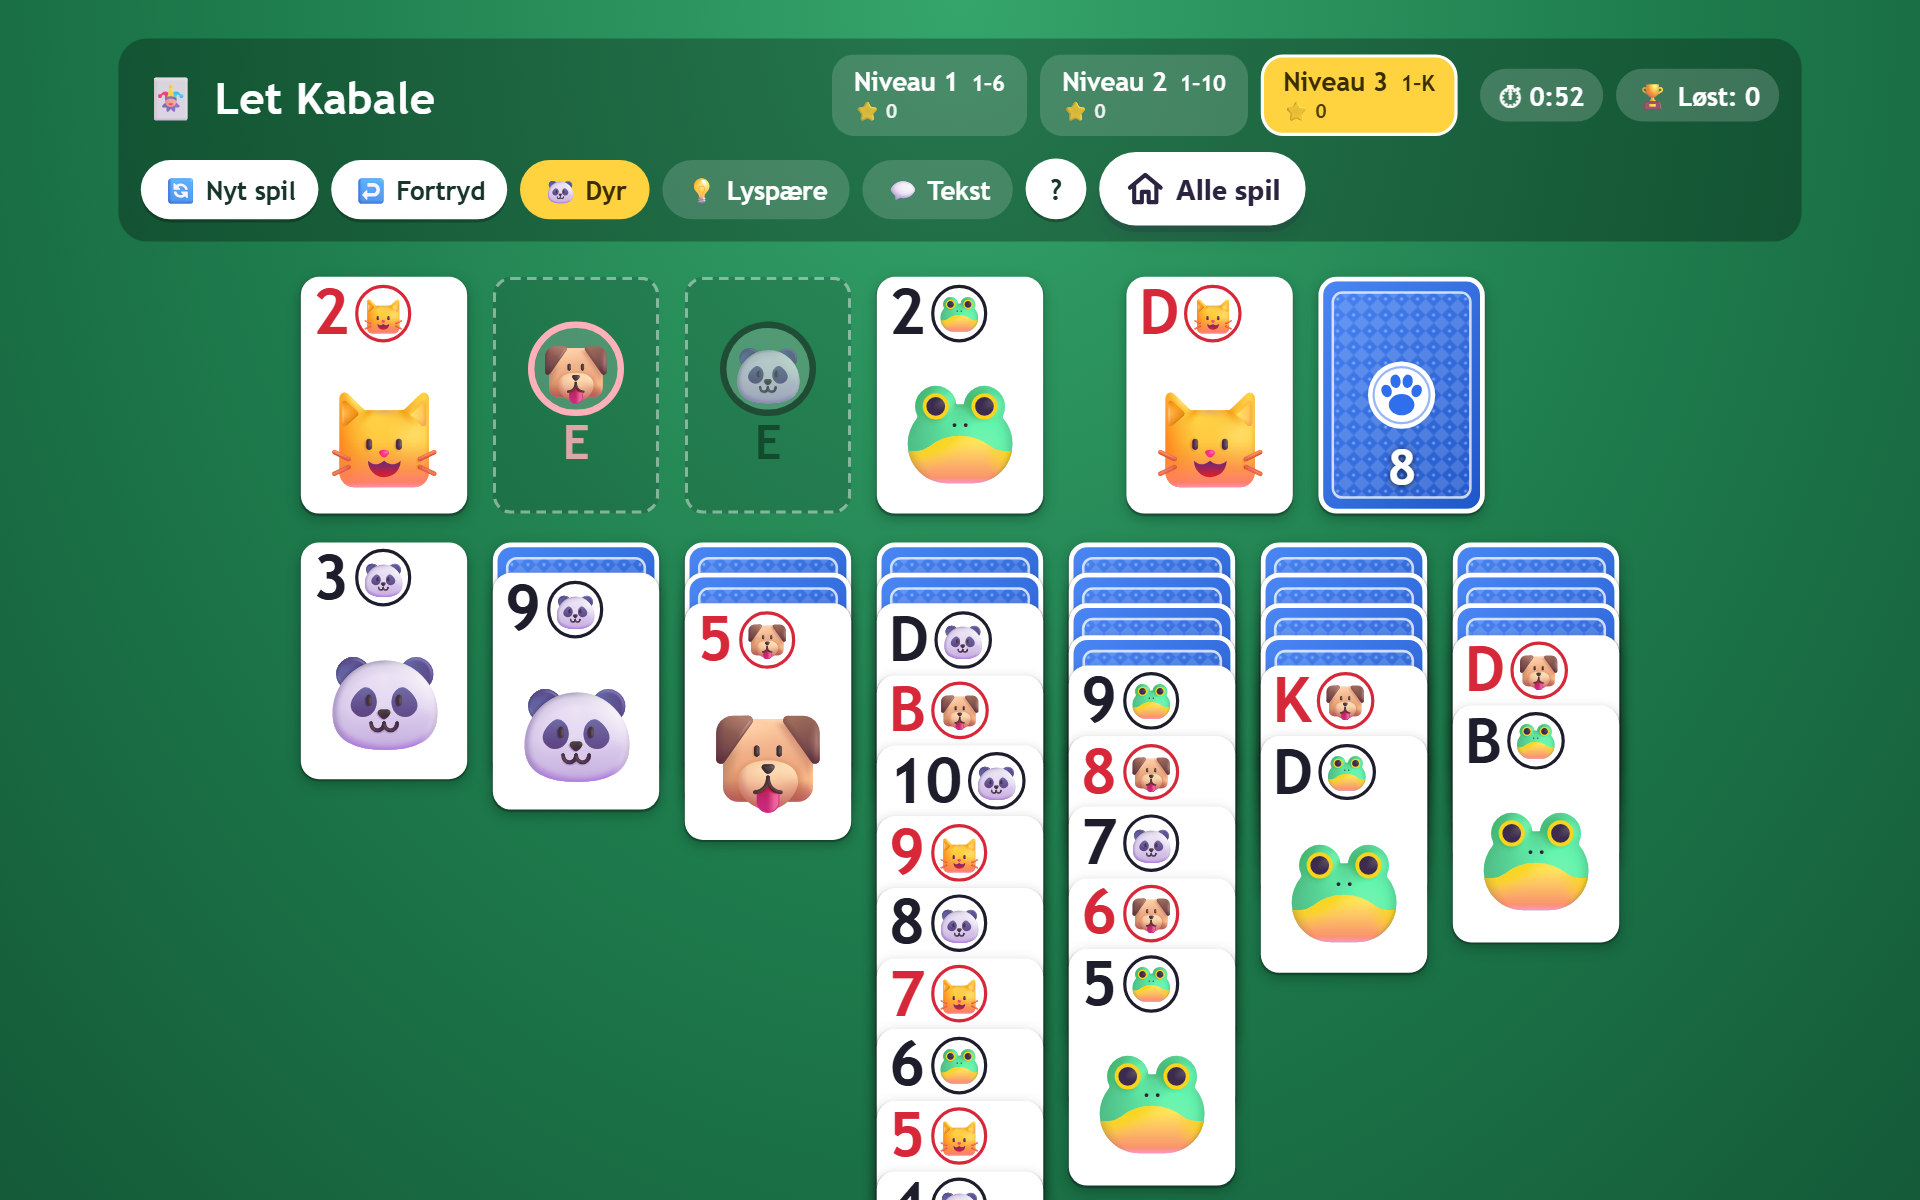 Let Kabale
Niveau 1 1–6
0
Niveau 2 1–10
0
Niveau 3 1–K
0
0:52
Løst: 0
Nyt spil
Fortryd
Dyr
Lyspære
Tekst
?
Alle spil
2
E
E
2
D
8
3
9
5
D
B
10
9
8
7
6
5
4
9
8
7
6
5
K
D
D
B